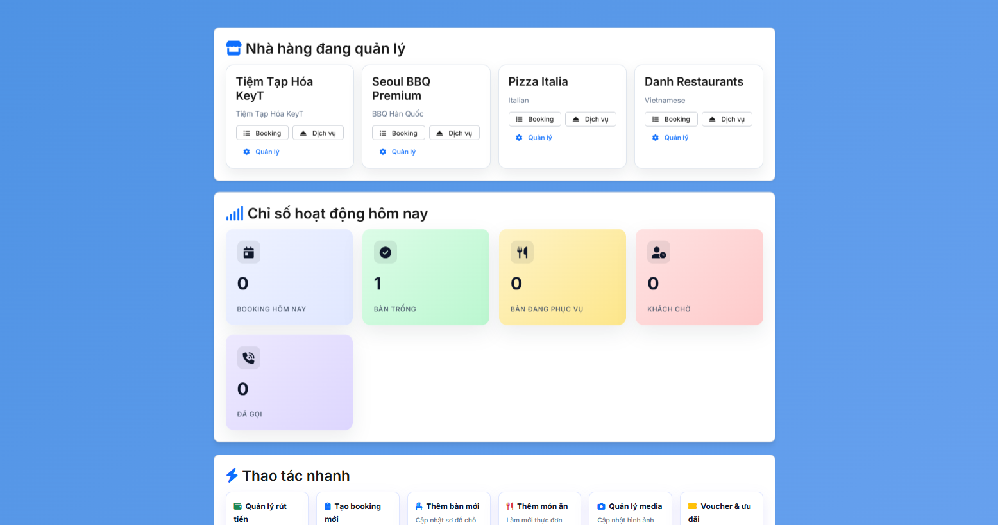 Nhà hàng đang quản lý
Tiệm Tạp Hóa
KeyT
Tiệm Tạp Hóa KeyT
Booking
Dịch vụ
Quản lý
Seoul BBQ
Premium
BBQ Hàn Quốc
Booking
Dịch vụ
Quản lý
Pizza Italia
Italian
Booking
Dịch vụ
Quản lý
Danh Restaurants
Vietnamese
Booking
Dịch vụ
Quản lý
Chỉ số hoạt động hôm nay
0
BOOKING HÔM NAY
1
BÀN TRỐNG
0
BÀN ĐANG PHỤC VỤ
0
KHÁCH CHỜ
0
ĐÃ GỌI
Thao tác nhanh
Quản lý rút
tiền
Tạo booking
mới
Thêm bàn mới
Cập nhật sơ đồ chỗ
Thêm món ăn
Làm mới thực đơn
Quản lý media
Cập nhật hình ảnh
Voucher & ưu
đãi